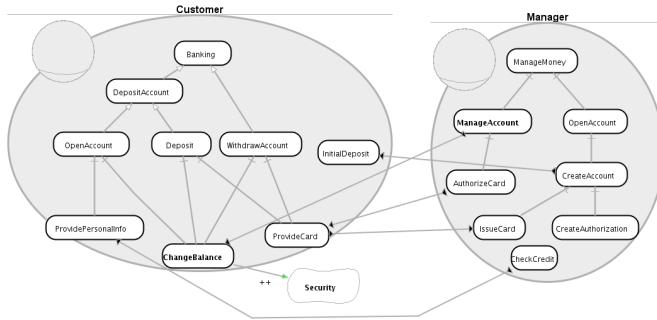 Customer
Manager
Banking
ManageMoney
DepositAccount
OpenAccount
Deposit
WithdrawAccount
InitialDeposit
ManageAccount
OpenAccount
AuthorizeCard
CreateAccount
ProvidePersonalInfo
ChangeBalance
ProvideCard
IssueCard
CreateAuthorization
CheckCredit
++
Security